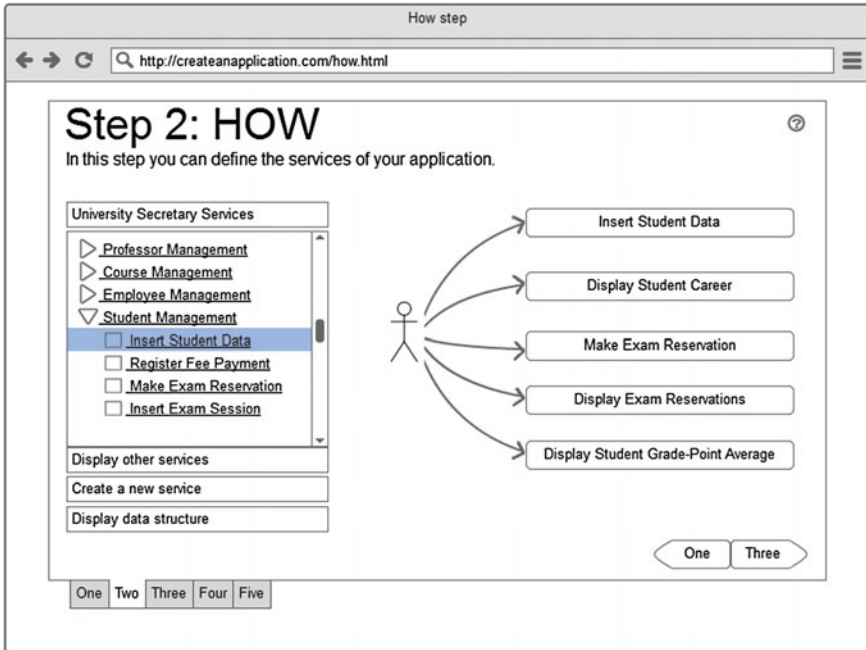 How step
http://createanapplication.com/how.html
Step 2: HOW
In this step you can define the services of your application.
University Secretary Services
Professor Management
Course Management
Employee Management
Student Management
Insert Student Data
Register Fee Payment
Make Exam Reservation
Insert Exam Session
Display other services
Create a new service
Display data structure
Insert Student Data
Display Student Career
Make Exam Reservation
Display Exam Reservations
Display Student Grade-Point Average
One Three
One Two Three Four Five